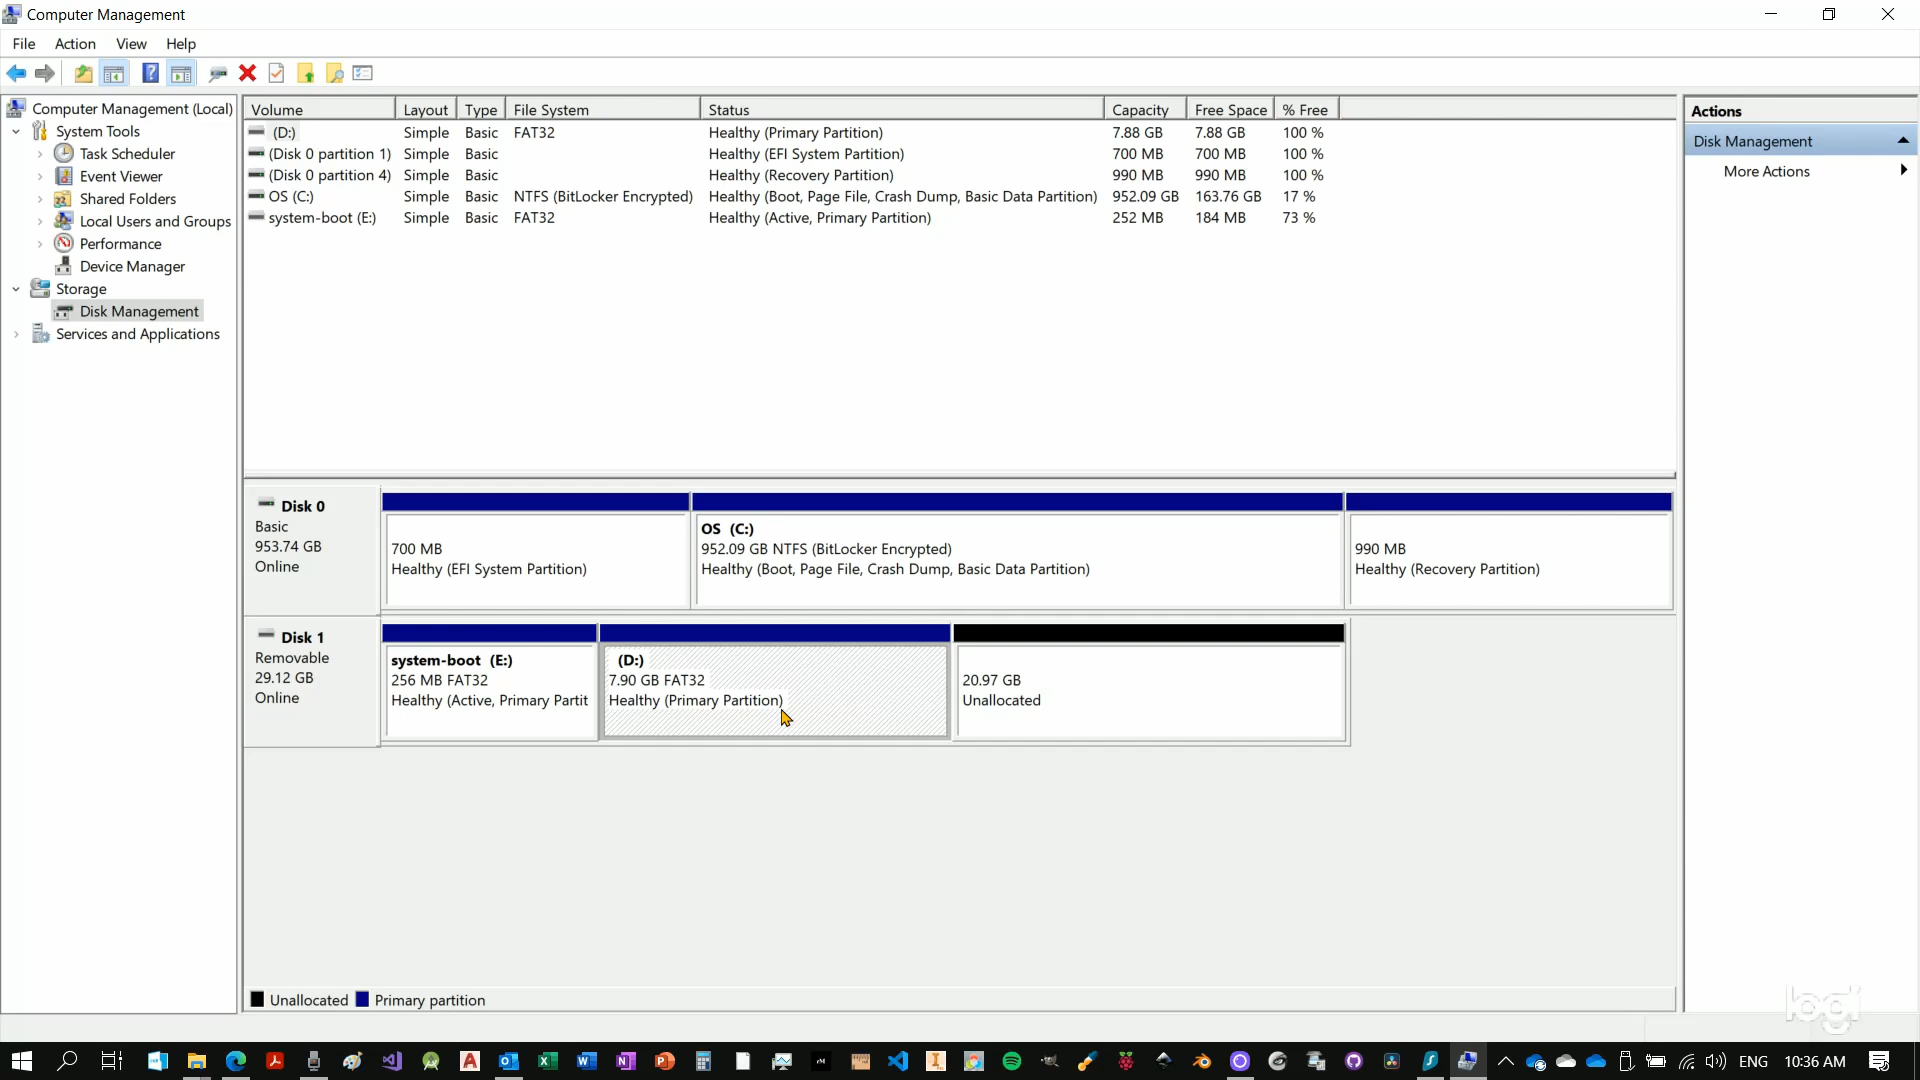 Computer Management
File Action View Help
Computer Management (Local)
System Tools
Task Scheduler
Event Viewer
Shared Folders
Local Users and Groups
Performance
Device Manager
Storage
Disk Management
Services and Applications
Volume Layout Type File System Status Capacity Free Space % Free
(D:) Simple Basic FAT32 Healthy (Primary Partition) 7.88 GB 7.88 GB 100 %
(Disk 0 partition 1) Simple Basic Healthy (EFI System Partition) 700 MB 700 MB 100 %
(Disk 0 partition 4) Simple Basic Healthy (Recovery Partition) 990 MB 990 MB 100 %
OS (C:) Simple Basic NTFS (BitLocker Encrypted) Healthy (Boot, Page File, Crash Dump, Basic Data Partition) 952.09 GB 163.76 GB 17 %
system-boot (E:) Simple Basic FAT32 Healthy (Active, Primary Partition) 252 MB 184 MB 73 %
Disk 0
Basic
953.74 GB
Online
700 MB
Healthy (EFI System Partition)
OS (C:)
952.09 GB NTFS (BitLocker Encrypted)
Healthy (Boot, Page File, Crash Dump, Basic Data Partition)
990 MB
Healthy (Recovery Partition)
Disk 1
Removable
29.12 GB
Online
system-boot (E:)
256 MB FAT32
Healthy (Active, Primary Partit
(D:)
7.90 GB FAT32
Healthy (Primary Partition)
20.97 GB
Unallocated
Unallocated Primary partition
Actions
Disk Management
More Actions
logi
ENG 10:36 AM